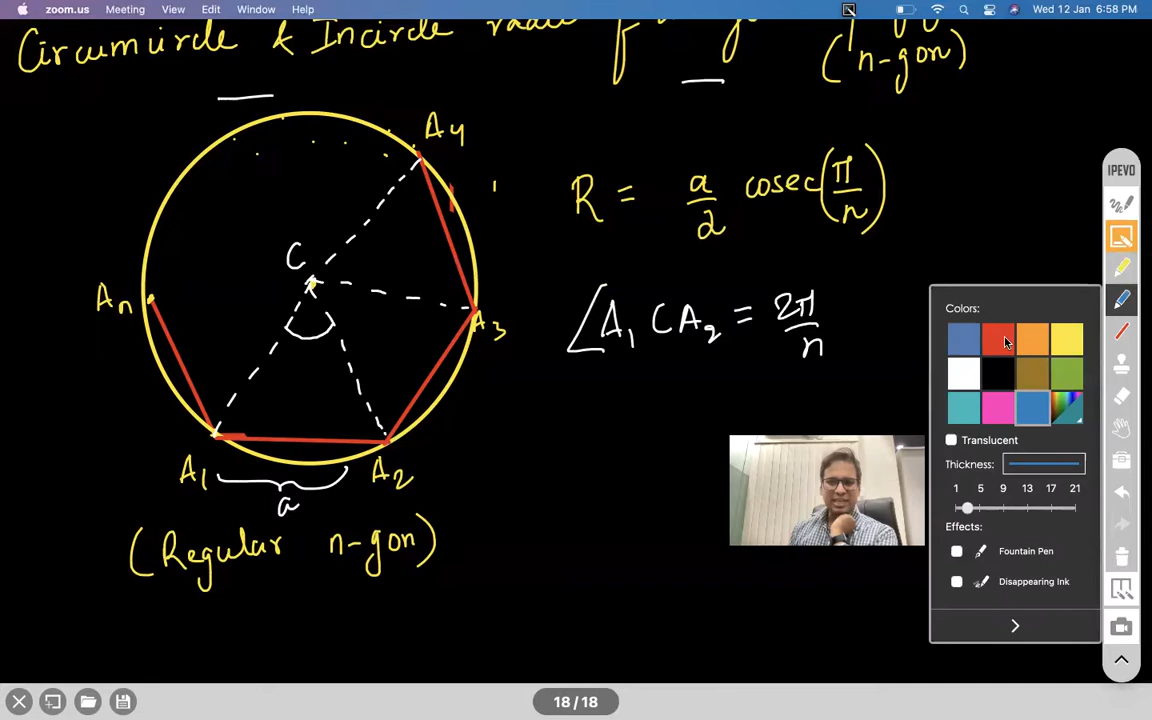 zoom.us Meeting View Edit Window Help Wed 12 Jan 6:58 PM
Circumcircle & Incircle
(n-gon)
A4
R = a/2 cosec(π/n)
C
An
A3
∠A1 CA2 = 2π/n
A1
A2
a
(Regular n-gon)
IPEVO
Colors:
Translucent
Thickness:
1 5 9 13 17 21
Effects:
Fountain Pen
Disappearing Ink
18 / 18